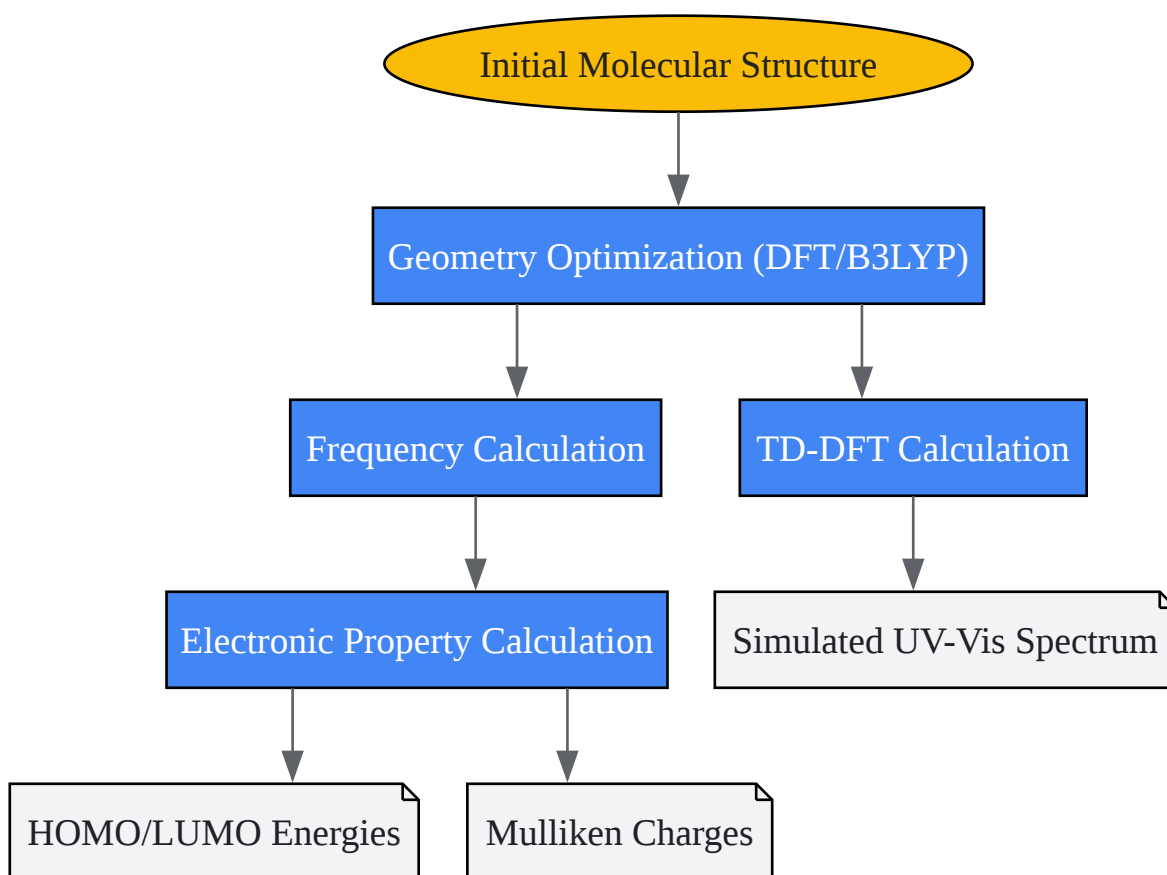 Initial Molecular Structure
Geometry Optimization (DFT/B3LYP)
Frequency Calculation
TD-DFT Calculation
Electronic Property Calculation
Simulated UV-Vis Spectrum
HOMO/LUMO Energies
Mulliken Charges